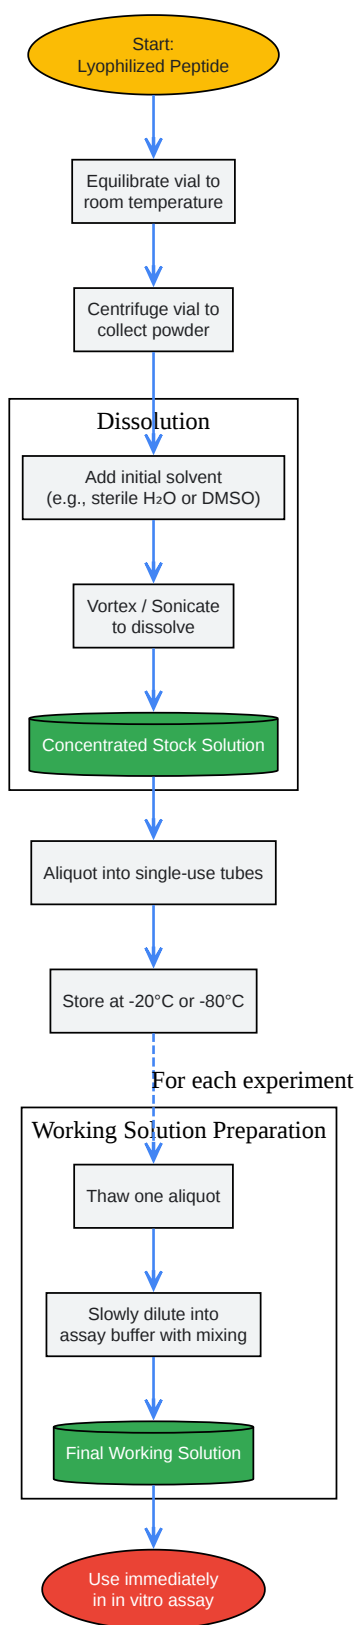 Start:
Lyophilized Peptide
Equilibrate vial to
room temperature
Centrifuge vial to
collect powder
Dissolution
Add initial solvent
(e.g., sterile H₂O or DMSO)
Vortex / Sonicate
to dissolve
Concentrated Stock Solution
Aliquot into single-use tubes
Store at -20°C or -80°C
For each experiment
Working Solution Preparation
Thaw one aliquot
Slowly dilute into
assay buffer with mixing
Final Working Solution
Use immediately
in in vitro assay